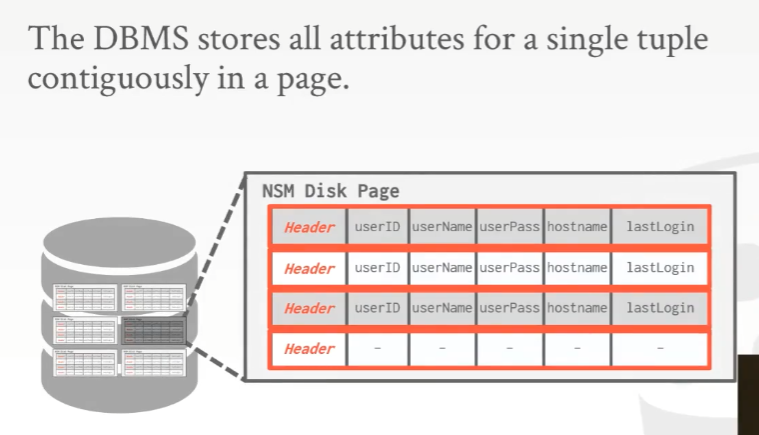 The DBMS stores all attributes for a single tuple
contiguously in a page.
NSM Disk Page
Header userID userName userPass hostname lastLogin
Header userID userName userPass hostname lastLogin
Header userID userName userPass hostname lastLogin
Header - - - - -